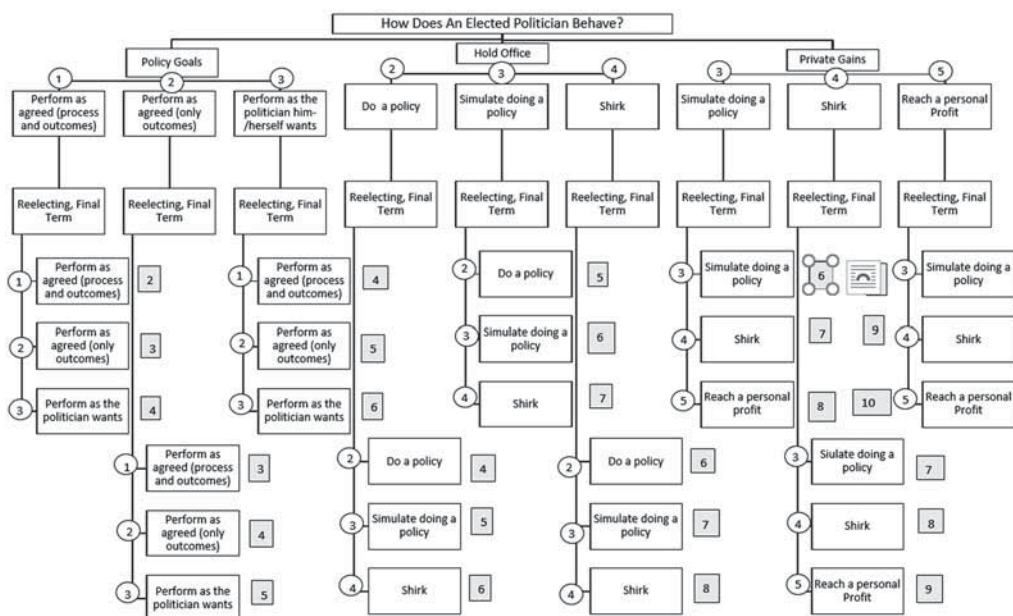 How Does An Elected Politician Behave?
Policy Goals
Hold Office
Private Gains
1
2
3
2
3
4
3
4
5
Perform as
agreed (process
and outcomes)
Perform as
agreed (only
outcomes)
Perform as the
politician him-
/herself wants
Do a policy
Simulate doing a
policy
Shirk
Simulate doing a
policy
Shirk
Reach a personal
Profit
Reelecting, Final
Term
Reelecting, Final
Term
Reelecting, Final
Term
Reelecting, Final
Term
Reelecting, Final
Term
Reelecting, Final
Term
Reelecting, Final
Term
Reelecting, Final
Term
Reelecting, Final
Term
1
Perform as
agreed (process
and outcomes)
2
2
Perform as
agreed (only
outcomes)
3
3
Perform as the
politician wants
4
1
Perform as
agreed (process
and outcomes)
3
2
Perform as
agreed (only
outcomes)
4
3
Perform as the
politician wants
5
1
Perform as
agreed (process
and outcomes)
4
2
Perform as
agreed (only
outcomes)
5
3
Perform as the
politician wants
6
2
Do a policy
4
3
Simulate doing a
policy
5
4
Shirk
6
2
Do a policy
5
3
Simulate doing a
policy
6
4
Shirk
7
2
Do a policy
6
3
Simulate doing a
policy
7
4
Shirk
8
3
Simulate doing a
policy
6
4
Shirk
7
5
Reach a personal
profit
8
3
Siulate doing a
policy
7
4
Shirk
8
5
Reach a personal
Profit
9
3
Simulate doing a
policy
9
4
Shirk
10
5
Reach a personal
Profit